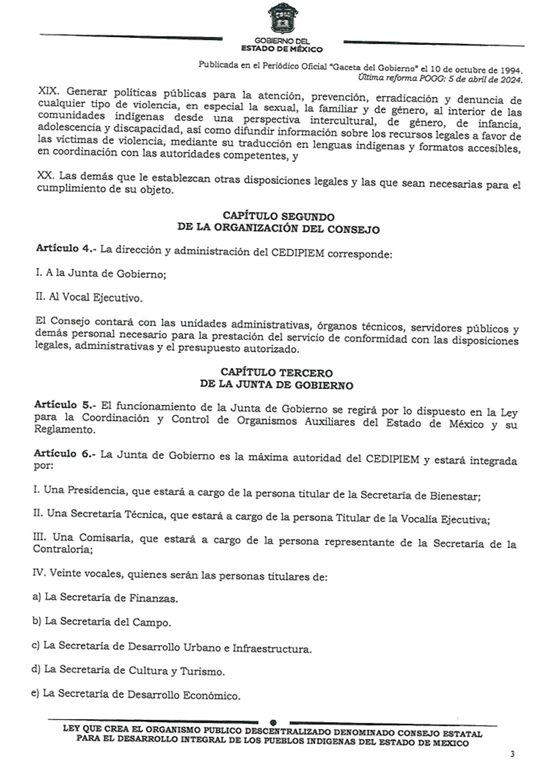 GOBIERNO DEL
ESTADO DE MÉXICO
Publicada en el Periódico Oficial "Gaceta del Gobierno" el 10 de octubre de 1994.
Última reforma POGG: 5 de abril de 2024.
XIX. Generar políticas públicas para la atención, prevención, erradicación y denuncia de
cualquier tipo de violencia, en especial la sexual, la familiar y de género, al interior de las
comunidades indígenas desde una perspectiva intercultural, de género, de infancia,
adolescencia y discapacidad, así como difundir información sobre los recursos legales a favor de
las víctimas de violencia, mediante su traducción en lenguas indígenas y formatos accesibles,
en coordinación con las autoridades competentes, y
XX. Las demás que le establezcan otras disposiciones legales y las que sean necesarias para el
cumplimiento de su objeto.
CAPÍTULO SEGUNDO
DE LA ORGANIZACIÓN DEL CONSEJO
Artículo 4.- La dirección y administración del CEDIPIEM corresponde:
I. A la Junta de Gobierno;
II. Al Vocal Ejecutivo.
El Consejo contará con las unidades administrativas, órganos técnicos, servidores públicos y
demás personal necesario para la prestación del servicio de conformidad con las disposiciones
legales, administrativas y el presupuesto autorizado.
CAPÍTULO TERCERO
DE LA JUNTA DE GOBIERNO
Artículo 5.- El funcionamiento de la Junta de Gobierno se regirá por lo dispuesto en la Ley
para la Coordinación y Control de Organismos Auxiliares del Estado de México y su
Reglamento.
Artículo 6.- La Junta de Gobierno es la máxima autoridad del CEDIPIEM y estará integrada
por:
I. Una Presidencia, que estará a cargo de la persona titular de la Secretaría de Bienestar;
II. Una Secretaría Técnica, que estará a cargo de la persona Titular de la Vocalía Ejecutiva;
III. Una Comisaría, que estará a cargo de la persona representante de la Secretaría de la
Contraloría;
IV. Veinte vocales, quienes serán las personas titulares de:
a) La Secretaría de Finanzas.
b) La Secretaría del Campo.
c) La Secretaría de Desarrollo Urbano e Infraestructura.
d) La Secretaría de Cultura y Turismo.
e) La Secretaría de Desarrollo Económico.
LEY QUE CREA EL ORGANISMO PUBLICO DESCENTRALIZADO DENOMINADO CONSEJO ESTATAL
PARA EL DESARROLLO INTEGRAL DE LOS PUEBLOS INDIGENAS DEL ESTADO DE MEXICO
3